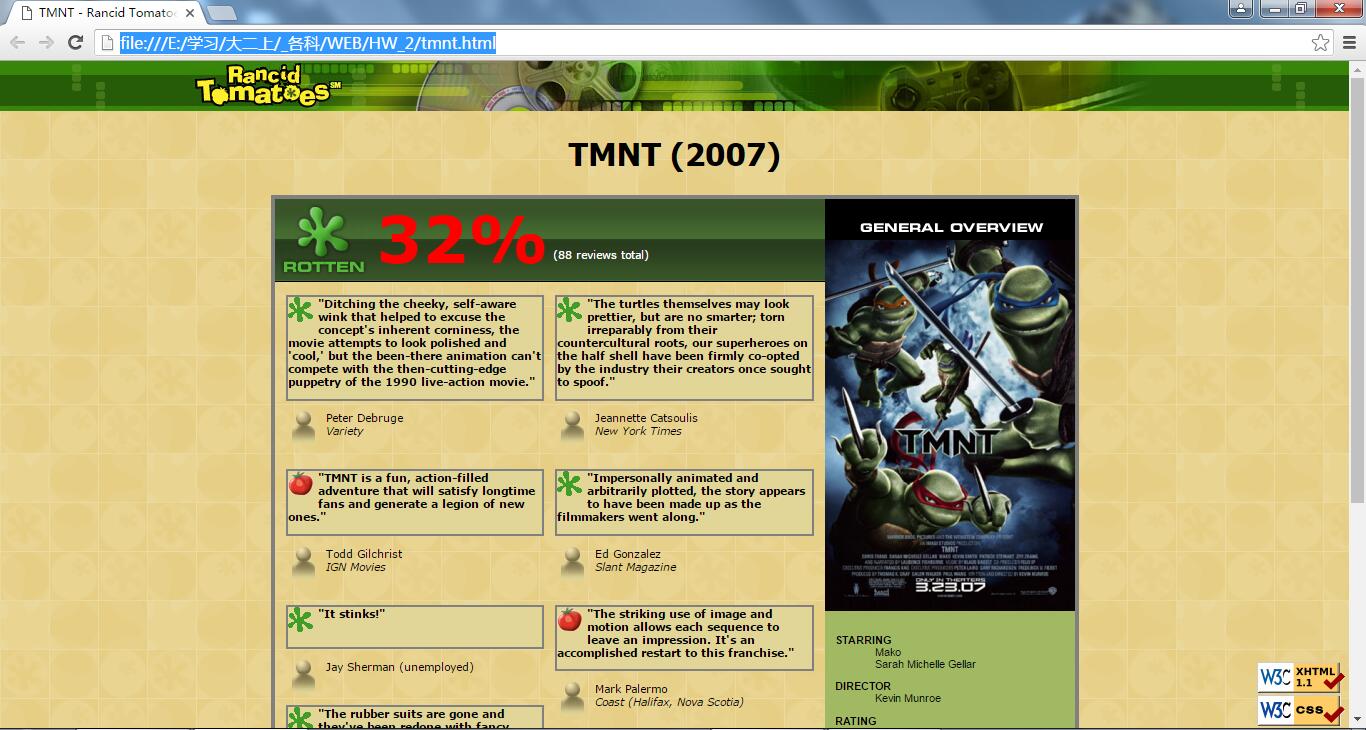 TMNT - Rancid Tomato
file:///E:/学习/大二上/_各科/WEB/HW_2/tmnt.html
Rancid
Tomatoes SM
TMNT (2007)
ROTTEN
32%
(88 reviews total)
"Ditching the cheeky, self-aware
wink that helped to excuse the
concept's inherent corniness, the
movie attempts to look polished and
'cool,' but the been-there animation can't
compete with the then-cutting-edge
puppetry of the 1990 live-action movie."
Peter Debruge
Variety
"TMNT is a fun, action-filled
adventure that will satisfy longtime
fans and generate a legion of new
ones."
Todd Gilchrist
IGN Movies
"It stinks!"
Jay Sherman (unemployed)
"The rubber suits are gone and
they've been redone with fancy
"The turtles themselves may look
prettier, but are no smarter; torn
irreparably from their
countercultural roots, our superheroes on
the half shell have been firmly co-opted
by the industry their creators once sought
to spoof."
Jeannette Catsoulis
New York Times
"Impersonally animated and
arbitrarily plotted, the story appears
to have been made up as the
filmmakers went along."
Ed Gonzalez
Slant Magazine
"The striking use of image and
motion allows each sequence to
leave an impression. It's an
accomplished restart to this franchise."
Mark Palermo
Coast (Halifax, Nova Scotia)
GENERAL OVERVIEW
TMNT
TMNT
ONLY IN THEATERS
3.23.07
STARRING
Mako
Sarah Michelle Gellar
DIRECTOR
Kevin Munroe
RATING
W3C XHTML
1.1
W3C css